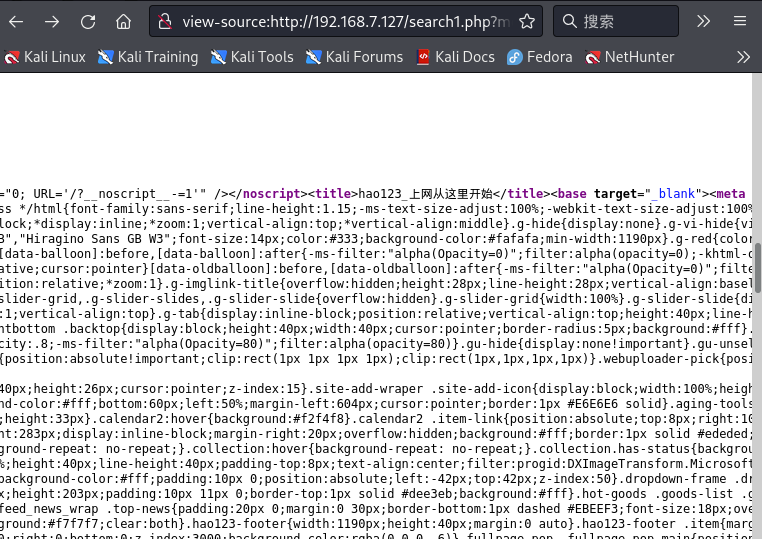 view-source:http://192.168.7.127/search1.php?m
搜索
Kali Linux Kali Training Kali Tools Kali Forums Kali Docs Fedora NetHunter
="0; URL='/?__noscript__-=1'" /></noscript><title>hao123_上网从这里开始</title><base target="_blank"><meta
ss */html{font-family:sans-serif;line-height:1.15;-ms-text-size-adjust:100%;-webkit-text-size-adjust:100%
lock;*display:inline;*zoom:1;vertical-align:top;*vertical-align:middle}.g-hide{display:none}.g-vi-hide{vi
B","Hiragino Sans GB W3";font-size:14px;color:#333;background-color:#fafafa;min-width:1190px}.g-red{color
[data-balloon]:before,[data-balloon]:after{-ms-filter:"alpha(Opacity=0)";filter:alpha(opacity=0);-khtml-o
ative;cursor:pointer}[data-oldballoon]:before,[data-oldballoon]:after{-ms-filter:"alpha(Opacity=0)";filte
ition:relative;*zoom:1}.g-imglink-title{overflow:hidden;height:28px;line-height:28px;vertical-align:basel
slider-grid,.g-slider-slides,.g-slider-slide{overflow:hidden}.g-slider-grid{width:100%}.g-slider-slide{di
:1;vertical-align:top}.g-tab{display:inline-block;position:relative;vertical-align:top;height:40px;line-h
ntbottom .backtop{display:block;height:40px;width:40px;cursor:pointer;border-radius:5px;background:#fff}.
city:.8;-ms-filter:"alpha(Opacity=80)";filter:alpha(opacity=80)}.gu-hide{display:none!important}.gu-unsel
{position:absolute!important;clip:rect(1px 1px 1px 1px);clip:rect(1px,1px,1px,1px)}.webuploader-pick{posi
40px;height:26px;cursor:pointer;z-index:15}.site-add-wraper .site-add-icon{display:block;width:100%;heigh
nd-color:#fff;bottom:60px;left:50%;margin-left:604px;cursor:pointer;border:1px #E6E6E6 solid}.aging-tools
;height:33px}.calendar2:hover{background:#f2f4f8}.calendar2 .item-link{position:absolute;top:8px;right:10
ht:283px;display:inline-block;margin-right:20px;overflow:hidden;background:#fff;border:1px solid #ededed;
ground-repeat: no-repeat;}.collection:hover{background-repeat: no-repeat;}.collection.has-status{backgrou
%;height:40px;line-height:40px;padding-top:8px;text-align:center;filter:progid:DXImageTransform.Microsoft
background-color:#fff;padding:10px 0;position:absolute;left:-42px;top:42px;z-index:50}.dropdown-frame .dr
x;height:203px;padding:10px 11px 0;border-top:1px solid #dee3eb;background:#fff}.hot-goods .goods-list .g
feed_news_wrap .top-news{padding:20px 0;margin:0 30px;border-bottom:1px dashed #EBEEF3;font-size:18px;ove
und:#f7f7f7;clear:both}.hao123-footer{width:1190px;height:40px;margin:0 auto}.hao123-footer .item{margin